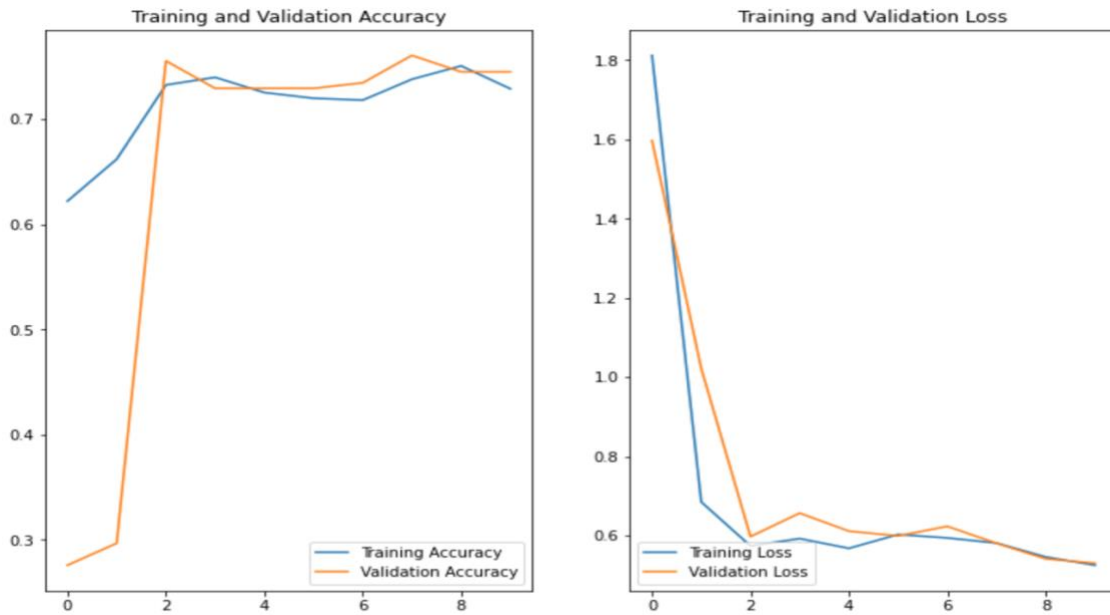 Training and Validation Accuracy
0.7
0.6
0.5
0.4
0.3
Training Accuracy
Validation Accuracy
0 2 4 6 8
Training and Validation Loss
1.8
1.6
1.4
1.2
1.0
0.8
0.6
Training Loss
Validation Loss
0 2 4 6 8